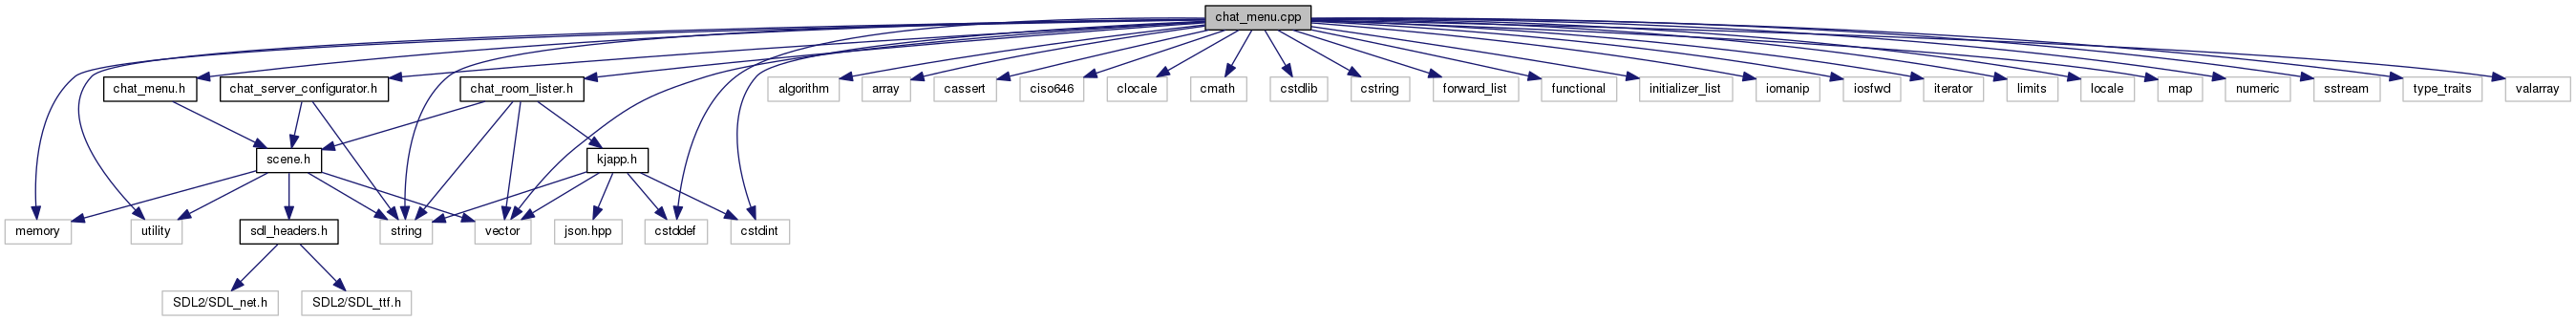 chat_menu.cpp
chat_menu.h
chat_server_configurator.h
chat_room_lister.h
algorithm
array
cassert
ciso646
clocale
cmath
cstdlib
cstring
forward_list
functional
initializer_list
iomanip
iosfwd
iterator
limits
locale
map
numeric
sstream
type_traits
valarray
scene.h
kjapp.h
memory
utility
sdl_headers.h
string
vector
json.hpp
cstddef
cstdint
SDL2/SDL_net.h
SDL2/SDL_ttf.h